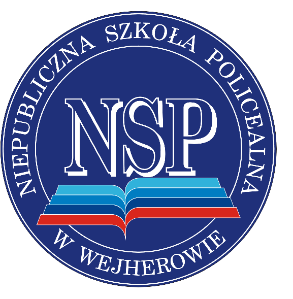 NIEPUBLICZNA SZKOŁA POLICEALNA
NSP
W WEJHEROWIE